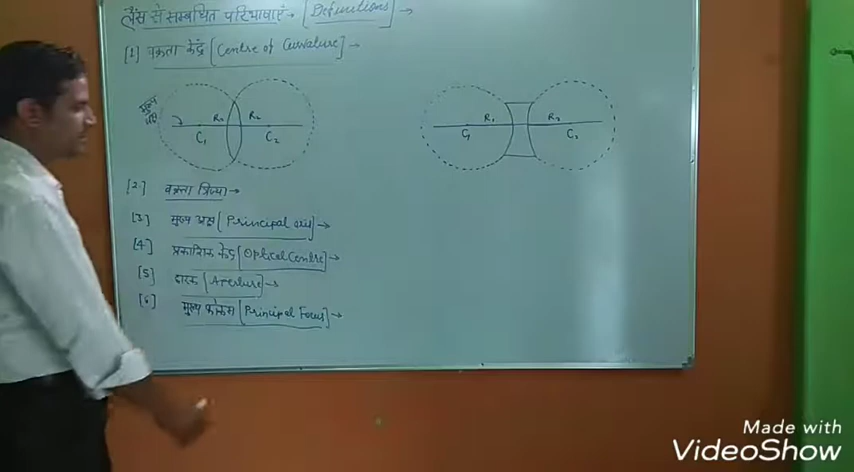 लैंस से सम्बंधित परिभाषाएं→ [Definitions] →
[1] वक्रता केंद्र [Centre of Curvature] →
मुख्य अक्ष
R₁ R₂
C₁ C₂
R₁ R₂
C₁ C₂
[2] वक्रता त्रिज्या →
[3] मुख्य अक्ष [Principal axis] →
[4] प्रकाशिक केंद्र [Optical Centre] →
[5] द्वारक [Aperture] →
[6] मुख्य फोकस [Principal Focus] →
Made with
VideoShow